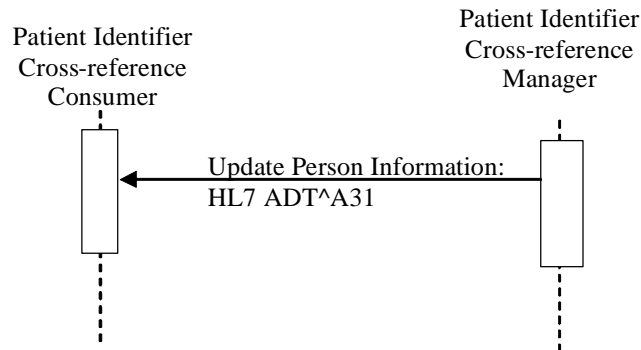 Patient Identifier
Cross-reference
Consumer
Patient Identifier
Cross-reference
Manager
Update Person Information:
HL7 ADT^A31